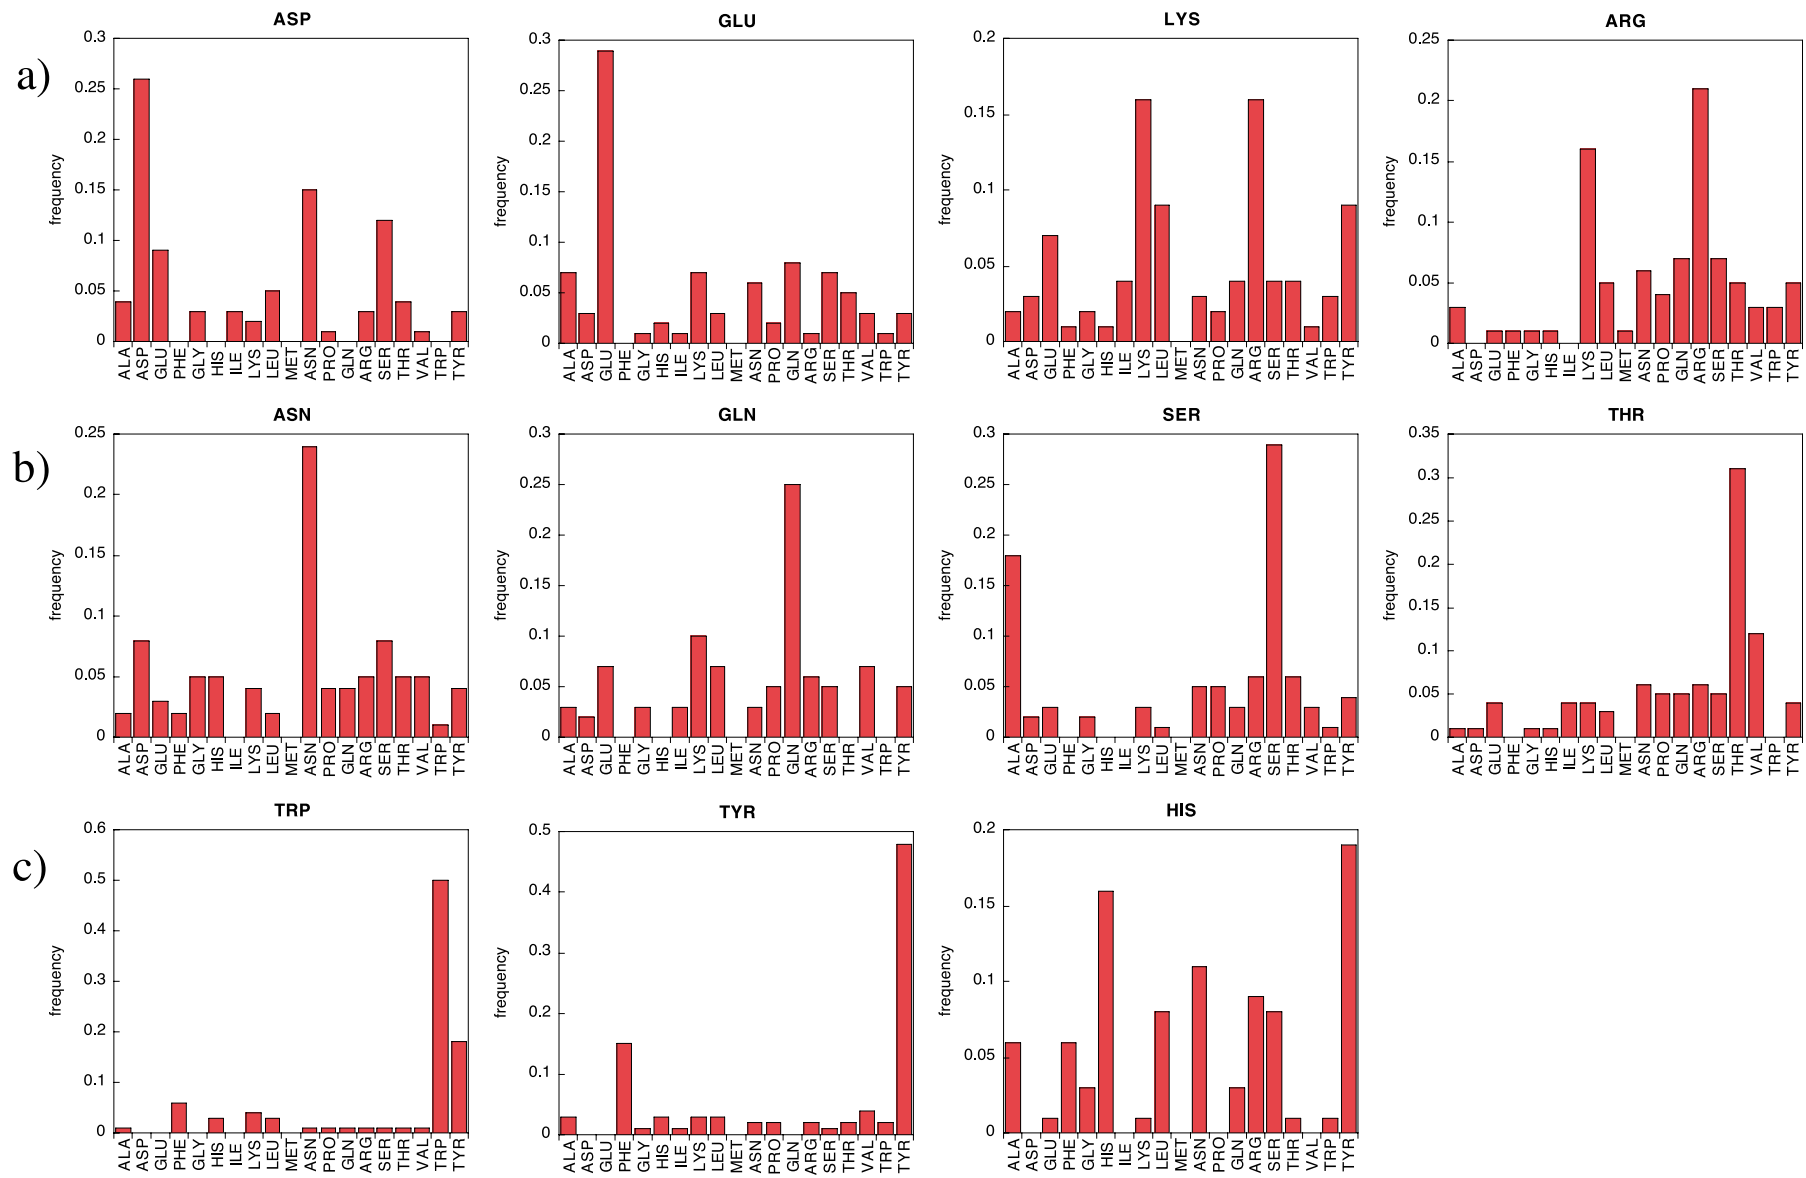 ASP GLU LYS ARG
a)
frequency
0.3
0.25
0.2
0.15
0.1
0.05
0
ALA ASP GLU PHE GLY HIS ILE LYS LEU MET ASN PRO GLN ARG SER THR VAL TRP TYR
frequency
0.3
0.25
0.2
0.15
0.1
0.05
0
ALA ASP GLU PHE GLY HIS ILE LYS LEU MET ASN PRO GLN ARG SER THR VAL TRP TYR
frequency
0.2
0.15
0.1
0.05
0
ALA ASP GLU PHE GLY HIS ILE LYS LEU MET ASN PRO GLN ARG SER THR VAL TRP TYR
frequency
0.25
0.2
0.15
0.1
0.05
0
ALA ASP GLU PHE GLY HIS ILE LYS LEU MET ASN PRO GLN ARG SER THR VAL TRP TYR
ASN GLN SER THR
b)
frequency
0.25
0.2
0.15
0.1
0.05
0
ALA ASP GLU PHE GLY HIS ILE LYS LEU MET ASN PRO GLN ARG SER THR VAL TRP TYR
frequency
0.3
0.25
0.2
0.15
0.1
0.05
0
ALA ASP GLU PHE GLY HIS ILE LYS LEU MET ASN PRO GLN ARG SER THR VAL TRP TYR
frequency
0.3
0.25
0.2
0.15
0.1
0.05
0
ALA ASP GLU PHE GLY HIS ILE LYS LEU MET ASN PRO GLN ARG SER THR VAL TRP TYR
frequency
0.35
0.3
0.25
0.2
0.15
0.1
0.05
0
ALA ASP GLU PHE GLY HIS ILE LYS LEU MET ASN PRO GLN ARG SER THR VAL TRP TYR
TRP TYR HIS
c)
frequency
0.6
0.5
0.4
0.3
0.2
0.1
0
ALA ASP GLU PHE GLY HIS ILE LYS LEU MET ASN PRO GLN ARG SER THR VAL TRP TYR
frequency
0.5
0.4
0.3
0.2
0.1
0
ALA ASP GLU PHE GLY HIS ILE LYS LEU MET ASN PRO GLN ARG SER THR VAL TRP TYR
frequency
0.2
0.15
0.1
0.05
0
ALA ASP GLU PHE GLY HIS ILE LYS LEU MET ASN PRO GLN ARG SER THR VAL TRP TYR